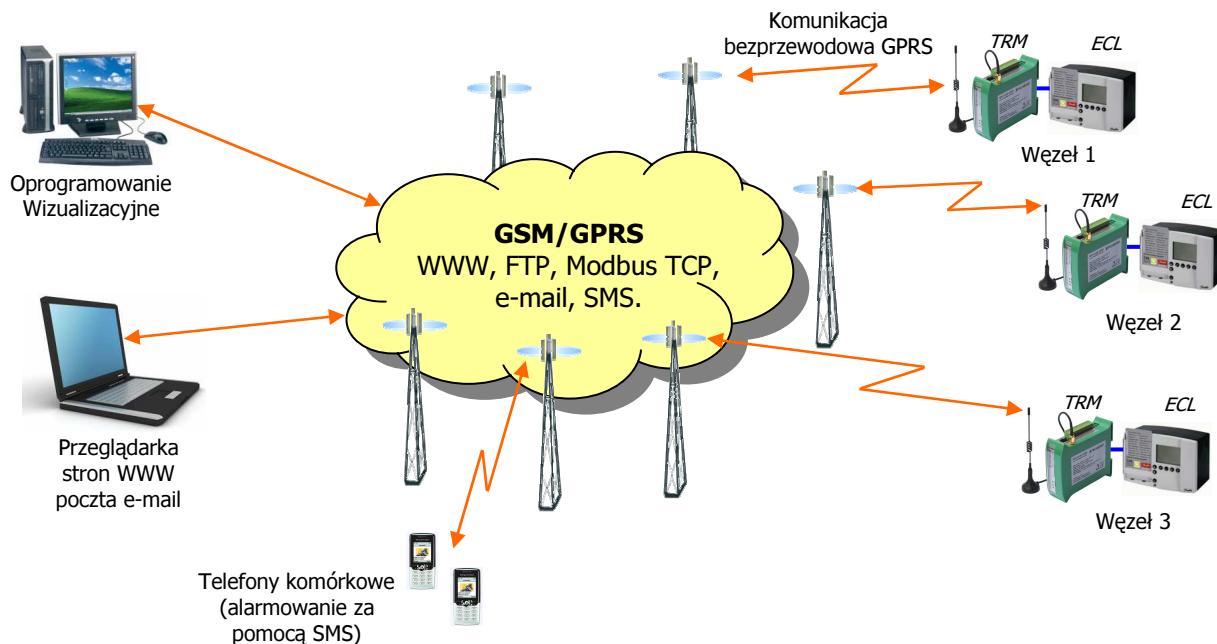 Komunikacja
bezprzewodowa GPRS
TRM
ECL
Węzeł 1
Oprogramowanie
Wizualizacyjne
TRM
ECL
Węzeł 2
GSM/GPRS
WWW, FTP, Modbus TCP,
e-mail, SMS.
TRM
ECL
Węzeł 3
Przeglądarka
stron WWW
poczta e-mail
Telefony komórkowe
(alarmowanie za
pomocą SMS)